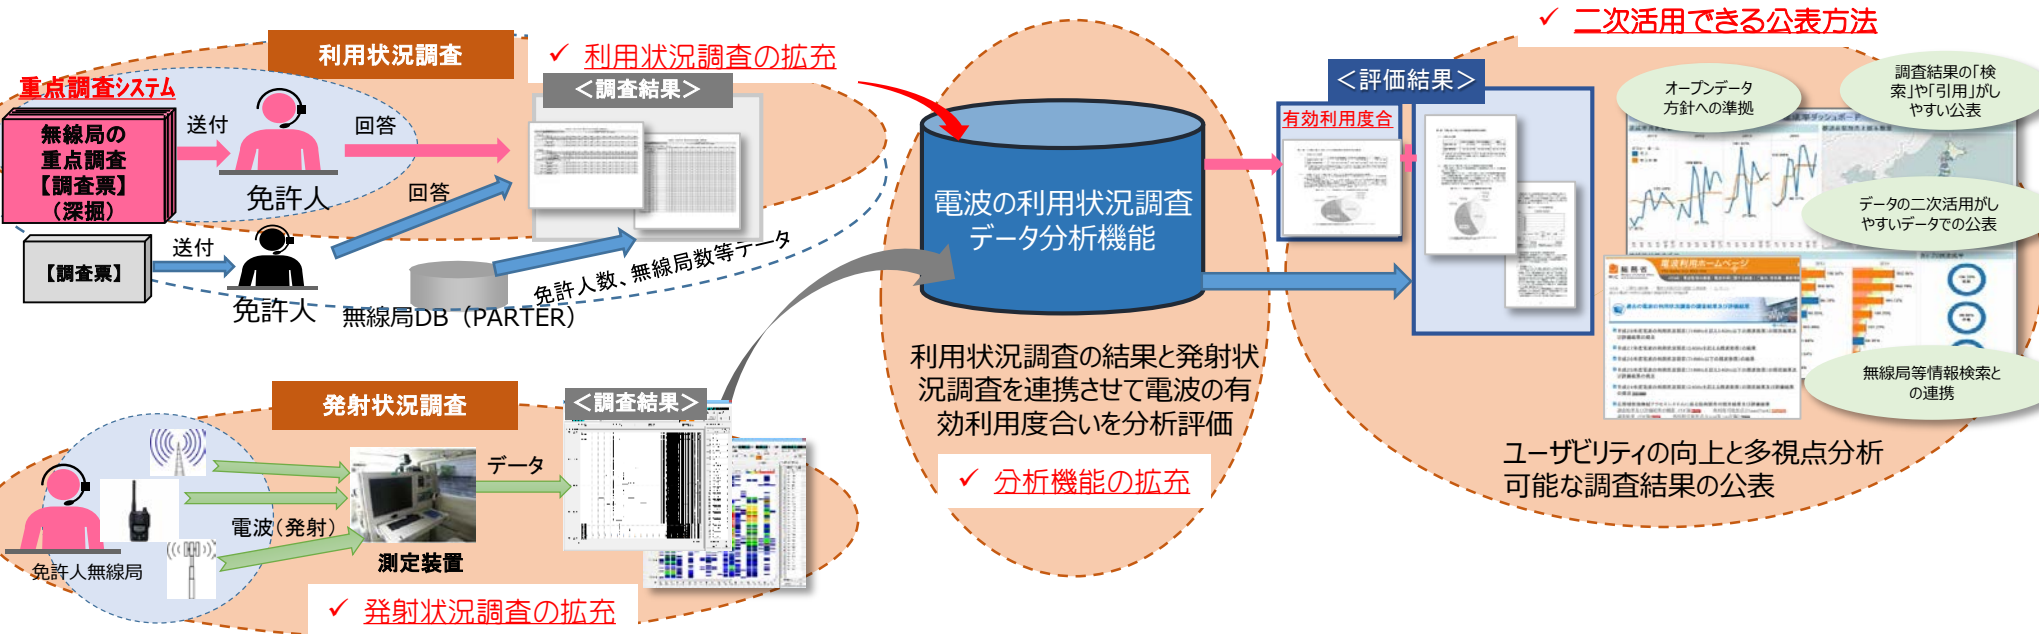 利用状況調査
✓ 利用状況調査の拡充
重点調査システム
無線局の
重点調査
【調査票】
（深掘）
送付
免許人
回答
＜調査結果＞
【調査票】
送付
免許人
回答
無線局DB（PARTER）
免許人数、無線局数等データ
発射状況調査
免許人無線局
電波（発射）
測定装置
データ
＜調査結果＞
✓ 発射状況調査の拡充
電波の利用状況調査
データ分析機能
利用状況調査の結果と発射状
況調査を連携させて電波の有
効利用度合いを分析評価
✓ 分析機能の拡充
✓ 二次活用できる公表方法
＜評価結果＞
有効利用度合
オープンデータ
方針への準拠
調査結果の「検
索」や「引用」がし
やすい公表
データの二次活用がし
やすいデータでの公表
総務省
電波利用ホームページ
無線局等情報検索と
の連携
ユーザビリティの向上と多視点分析
可能な調査結果の公表